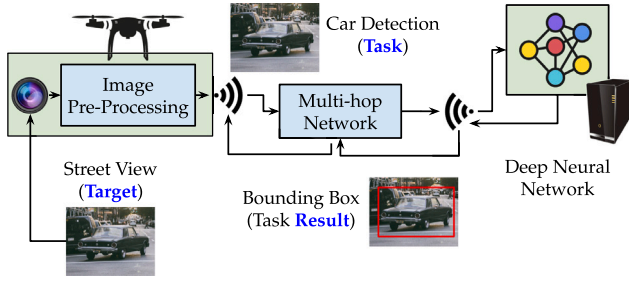 Car Detection
(Task)
Image
Pre-Processing
Multi-hop
Network
Street View
(Target)
Deep Neural
Network
Bounding Box
(Task Result)